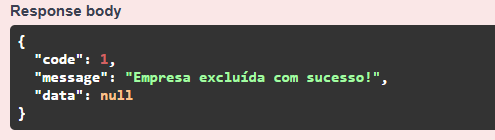 Response body
{
"code": 1,
"message": "Empresa excluída com sucesso!",
"data": null
}